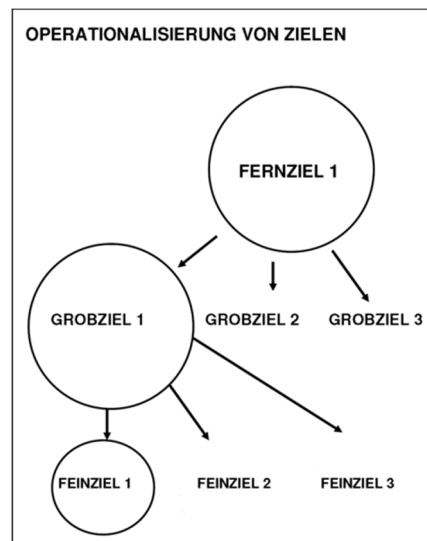 OPERATIONALISIERUNG VON ZIELEN
FERNZIEL 1
GROBZIEL 1 GROBZIEL 2 GROBZIEL 3
FEINZIEL 1 FEINZIEL 2 FEINZIEL 3